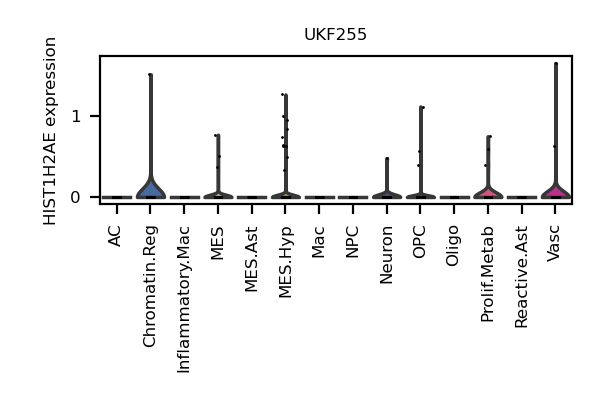 UKF255
HIST1H2AE expression
1
0
AC
Chromatin.Reg
Inflammatory.Mac
MES
MES.Ast
MES.Hyp
Mac
NPC
Neuron
OPC
Oligo
Prolif.Metab
Reactive.Ast
Vasc